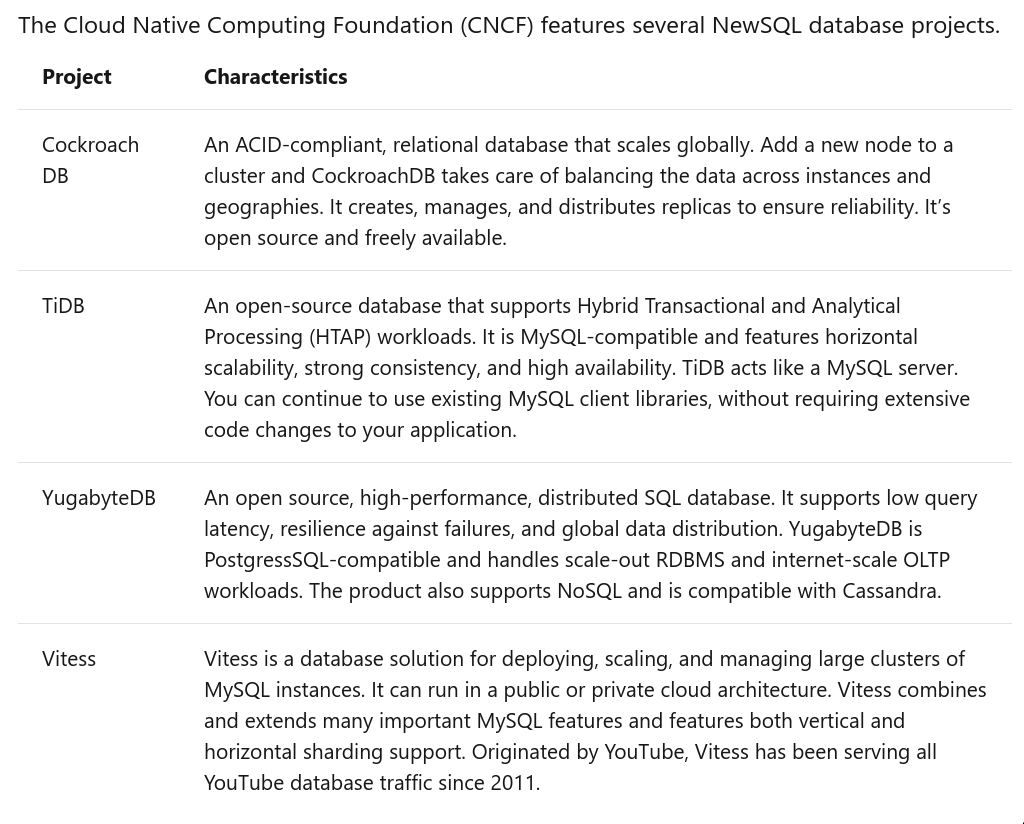 The Cloud Native Computing Foundation (CNCF) features several NewSQL database projects.
Project Characteristics
Cockroach DB
An ACID-compliant, relational database that scales globally. Add a new node to a
cluster and CockroachDB takes care of balancing the data across instances and
geographies. It creates, manages, and distributes replicas to ensure reliability. It’s
open source and freely available.
TiDB
An open-source database that supports Hybrid Transactional and Analytical
Processing (HTAP) workloads. It is MySQL-compatible and features horizontal
scalability, strong consistency, and high availability. TiDB acts like a MySQL server.
You can continue to use existing MySQL client libraries, without requiring extensive
code changes to your application.
YugabyteDB
An open source, high-performance, distributed SQL database. It supports low query
latency, resilience against failures, and global data distribution. YugabyteDB is
PostgressSQL-compatible and handles scale-out RDBMS and internet-scale OLTP
workloads. The product also supports NoSQL and is compatible with Cassandra.
Vitess
Vitess is a database solution for deploying, scaling, and managing large clusters of
MySQL instances. It can run in a public or private cloud architecture. Vitess combines
and extends many important MySQL features and features both vertical and
horizontal sharding support. Originated by YouTube, Vitess has been serving all
YouTube database traffic since 2011.